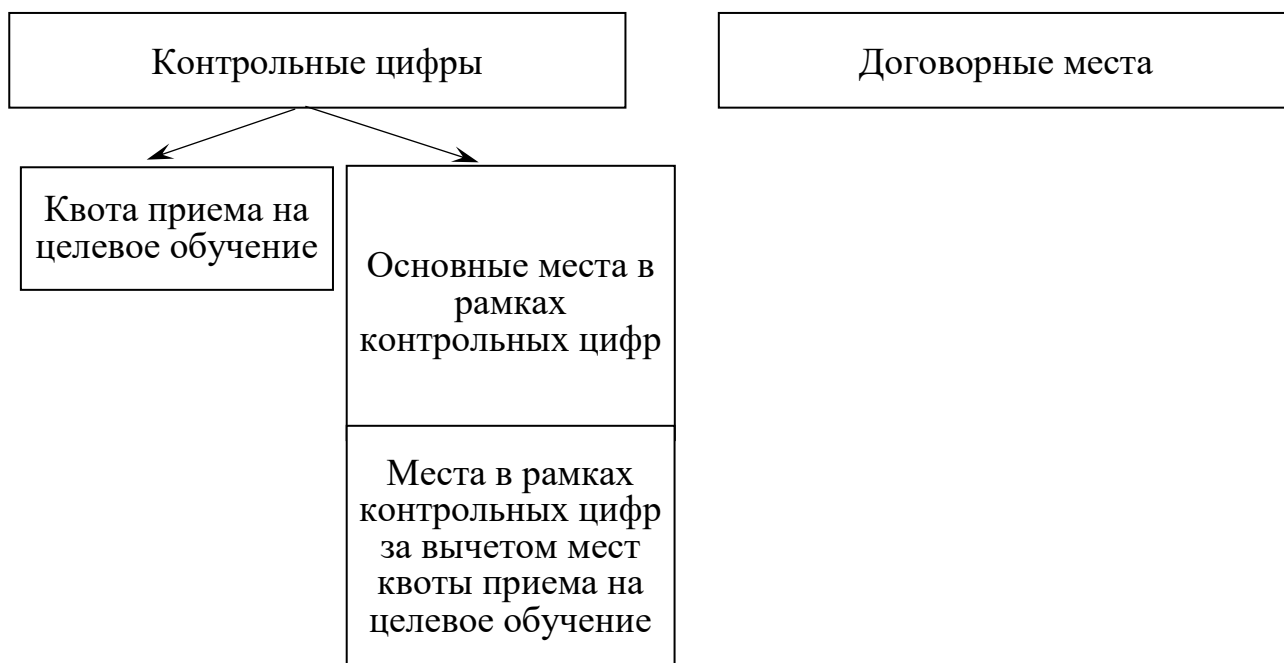 Контрольные цифры
Договорные места
Квота приема на
целевое обучение
Основные места в
рамках
контрольных цифр
Места в рамках
контрольных цифр
за вычетом мест
квоты приема на
целевое обучение